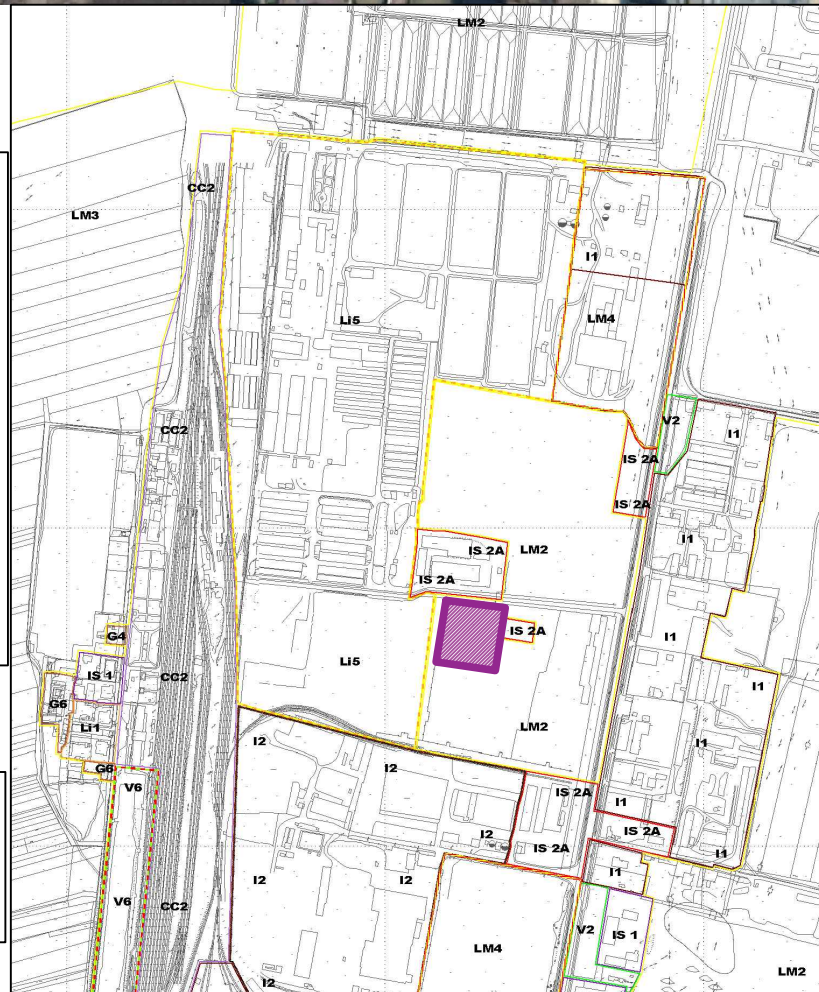 LM2
CC2
LM3
I1
Li5
LM4
V2
I1
CC2
IS 2A
IS 2A
I1
IS 2A
LM2
IS 2A
G4
IS 2A
I1
Li5
IS 1
CC2
I1
G6
Li1
LM2
I2
I1
G6
I2
V6
IS 2A
I1
I2
IS 2A
IS 2A
I1
I2
I2
I1
V6
CC2
V2
IS 1
LM4
LM2
I2